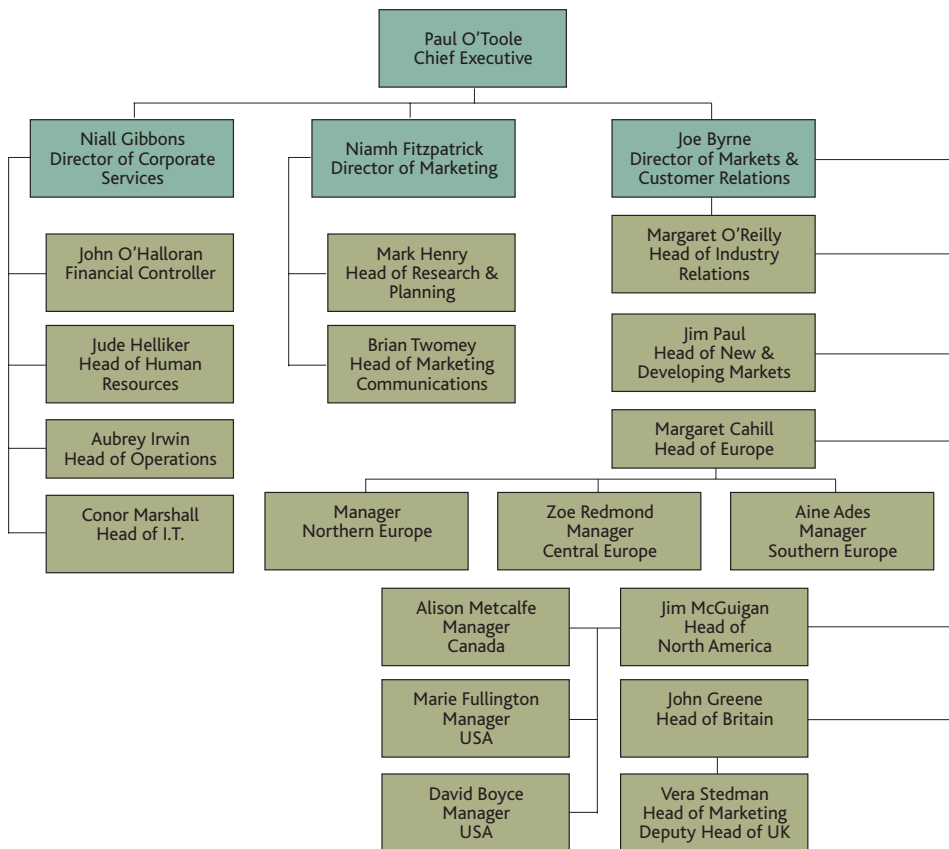 Paul O'Toole
Chief Executive
Niall Gibbons
Director of Corporate
Services
Niamh Fitzpatrick
Director of Marketing
Joe Byrne
Director of Markets &
Customer Relations
John O'Halloran
Financial Controller
Jude Helliker
Head of Human
Resources
Aubrey Irwin
Head of Operations
Conor Marshall
Head of I.T.
Mark Henry
Head of Research &
Planning
Brian Twomey
Head of Marketing
Communications
Margaret O'Reilly
Head of Industry
Relations
Jim Paul
Head of New &
Developing Markets
Margaret Cahill
Head of Europe
Manager
Northern Europe
Zoe Redmond
Manager
Central Europe
Aine Ades
Manager
Southern Europe
Jim McGuigan
Head of
North America
Alison Metcalfe
Manager
Canada
Marie Fullington
Manager
USA
David Boyce
Manager
USA
John Greene
Head of Britain
Vera Stedman
Head of Marketing
Deputy Head of UK